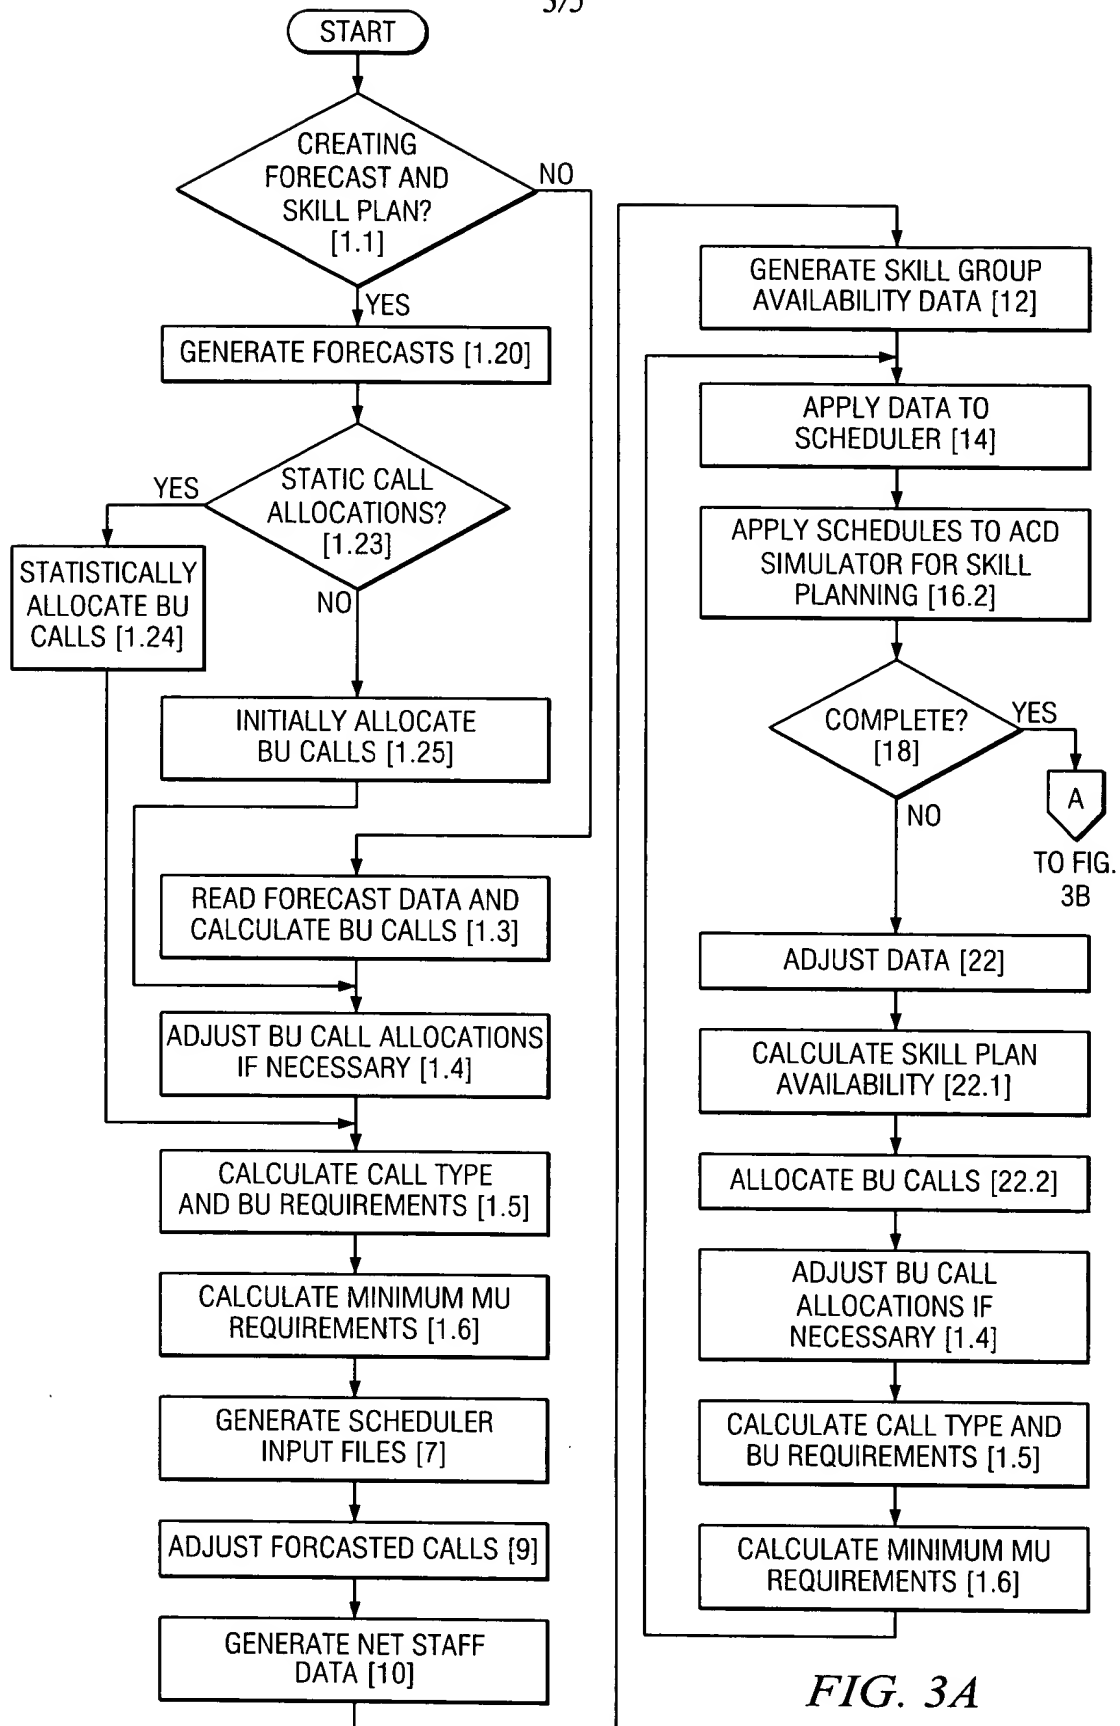 3/5
START
CREATING
FORECAST AND
SKILL PLAN?
[1.1]
NO
YES
GENERATE FORECASTS [1.20]
STATIC CALL
ALLOCATIONS?
[1.23]
YES
NO
STATISTICALLY
ALLOCATE BU
CALLS [1.24]
INITIALLY ALLOCATE
BU CALLS [1.25]
READ FORECAST DATA AND
CALCULATE BU CALLS [1.3]
ADJUST BU CALL ALLOCATIONS
IF NECESSARY [1.4]
CALCULATE CALL TYPE
AND BU REQUIREMENTS [1.5]
CALCULATE MINIMUM MU
REQUIREMENTS [1.6]
GENERATE SCHEDULER
INPUT FILES [7]
ADJUST FORCASTED CALLS [9]
GENERATE NET STAFF
DATA [10]
GENERATE SKILL GROUP
AVAILABILITY DATA [12]
APPLY DATA TO
SCHEDULER [14]
APPLY SCHEDULES TO ACD
SIMULATOR FOR SKILL
PLANNING [16.2]
COMPLETE?
[18]
YES
A
TO FIG.
3B
NO
ADJUST DATA [22]
CALCULATE SKILL PLAN
AVAILABILITY [22.1]
ALLOCATE BU CALLS [22.2]
ADJUST BU CALL
ALLOCATIONS IF
NECESSARY [1.4]
CALCULATE CALL TYPE AND
BU REQUIREMENTS [1.5]
CALCULATE MINIMUM MU
REQUIREMENTS [1.6]
FIG. 3A